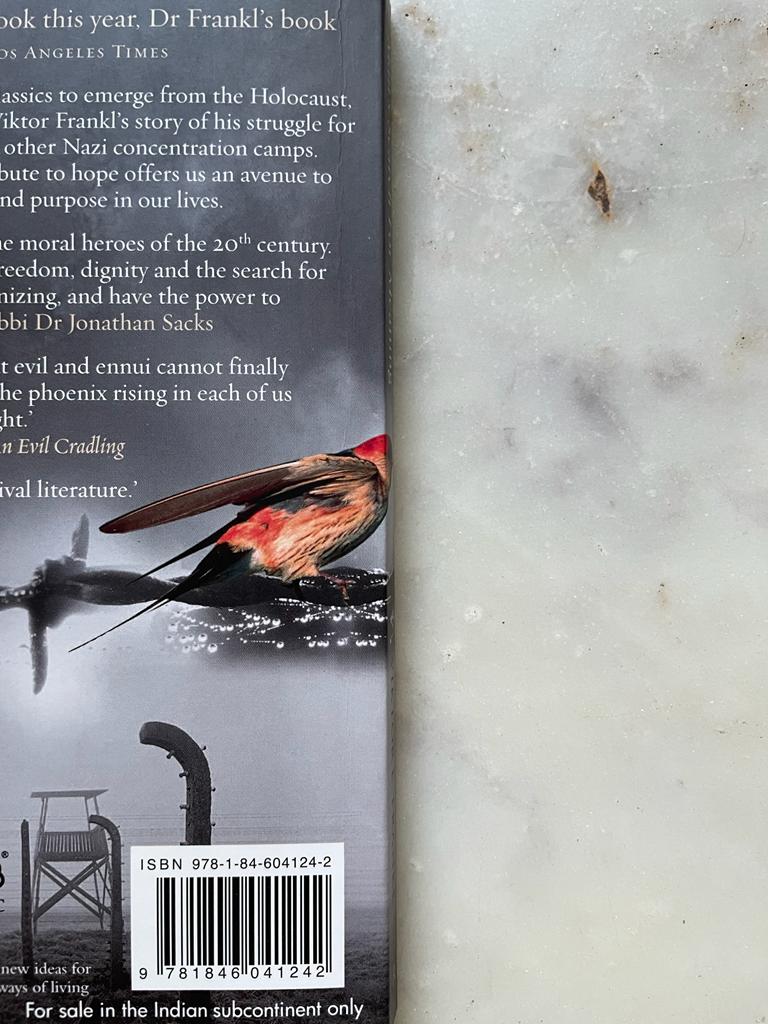 ook this year, Dr Frankl's book
OS ANGELES TIMES
lassics to emerge from the Holocaust,
Viktor Frankl's story of his struggle for
other Nazi concentration camps.
bute to hope offers us an avenue to
nd purpose in our lives.
he moral heroes of the 20th century.
reedom, dignity and the search for
nizing, and have the power to
bbi Dr Jonathan Sacks
t evil and ennui cannot finally
he phoenix rising in each of us
ght.'
n Evil Cradling
ival literature.'
ISBN 978-1-84-604124-2
9 781846 041242
new ideas for
ways of living
For sale in the Indian subcontinent only